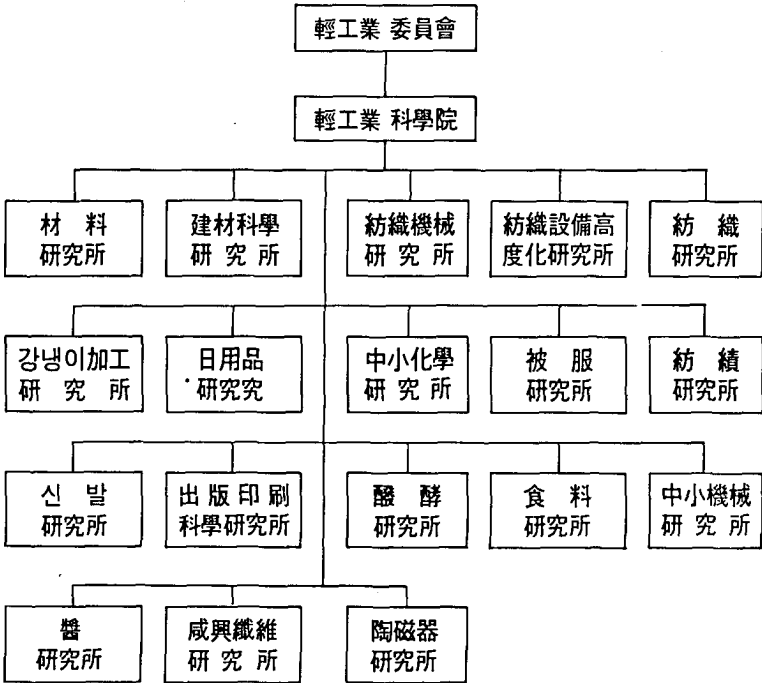 輕工業 委員會
輕工業 科學院
材 料
研究所
建材科學
研 究 所
紡織機械
研 究 所
紡織設備高
度化研究所
紡 織
研究所
강냉이加工
研 究 所
日用品
研究究
中小化學
研 究 所
被 服
研究所
紡 績
研究所
신 발
研究所
出 版 印 刷
科學研究所
醱 酵
研究所
食 料
研究所
中小機械
研 究 所
醬
研究所
咸興纖維
研 究 所
陶磁器
研究所